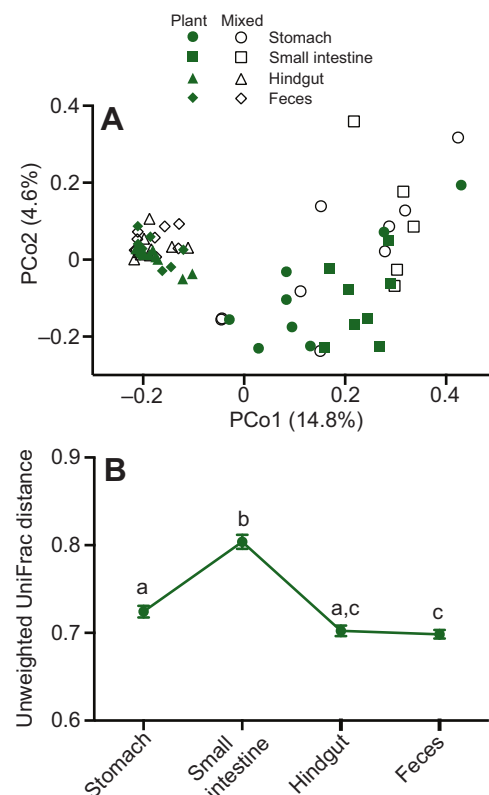 Plant Mixed
Stomach
Small intestine
Hindgut
Feces
A
0.4
0.2
0
−0.2
PCo2 (4.6%)
−0.2 0 0.2 0.4
PCo1 (14.8%)
B
0.9
0.8
0.7
0.6
Unweighted UniFrac distance
a
b
a,c
c
Stomach
Small
intestine
Hindgut
Feces